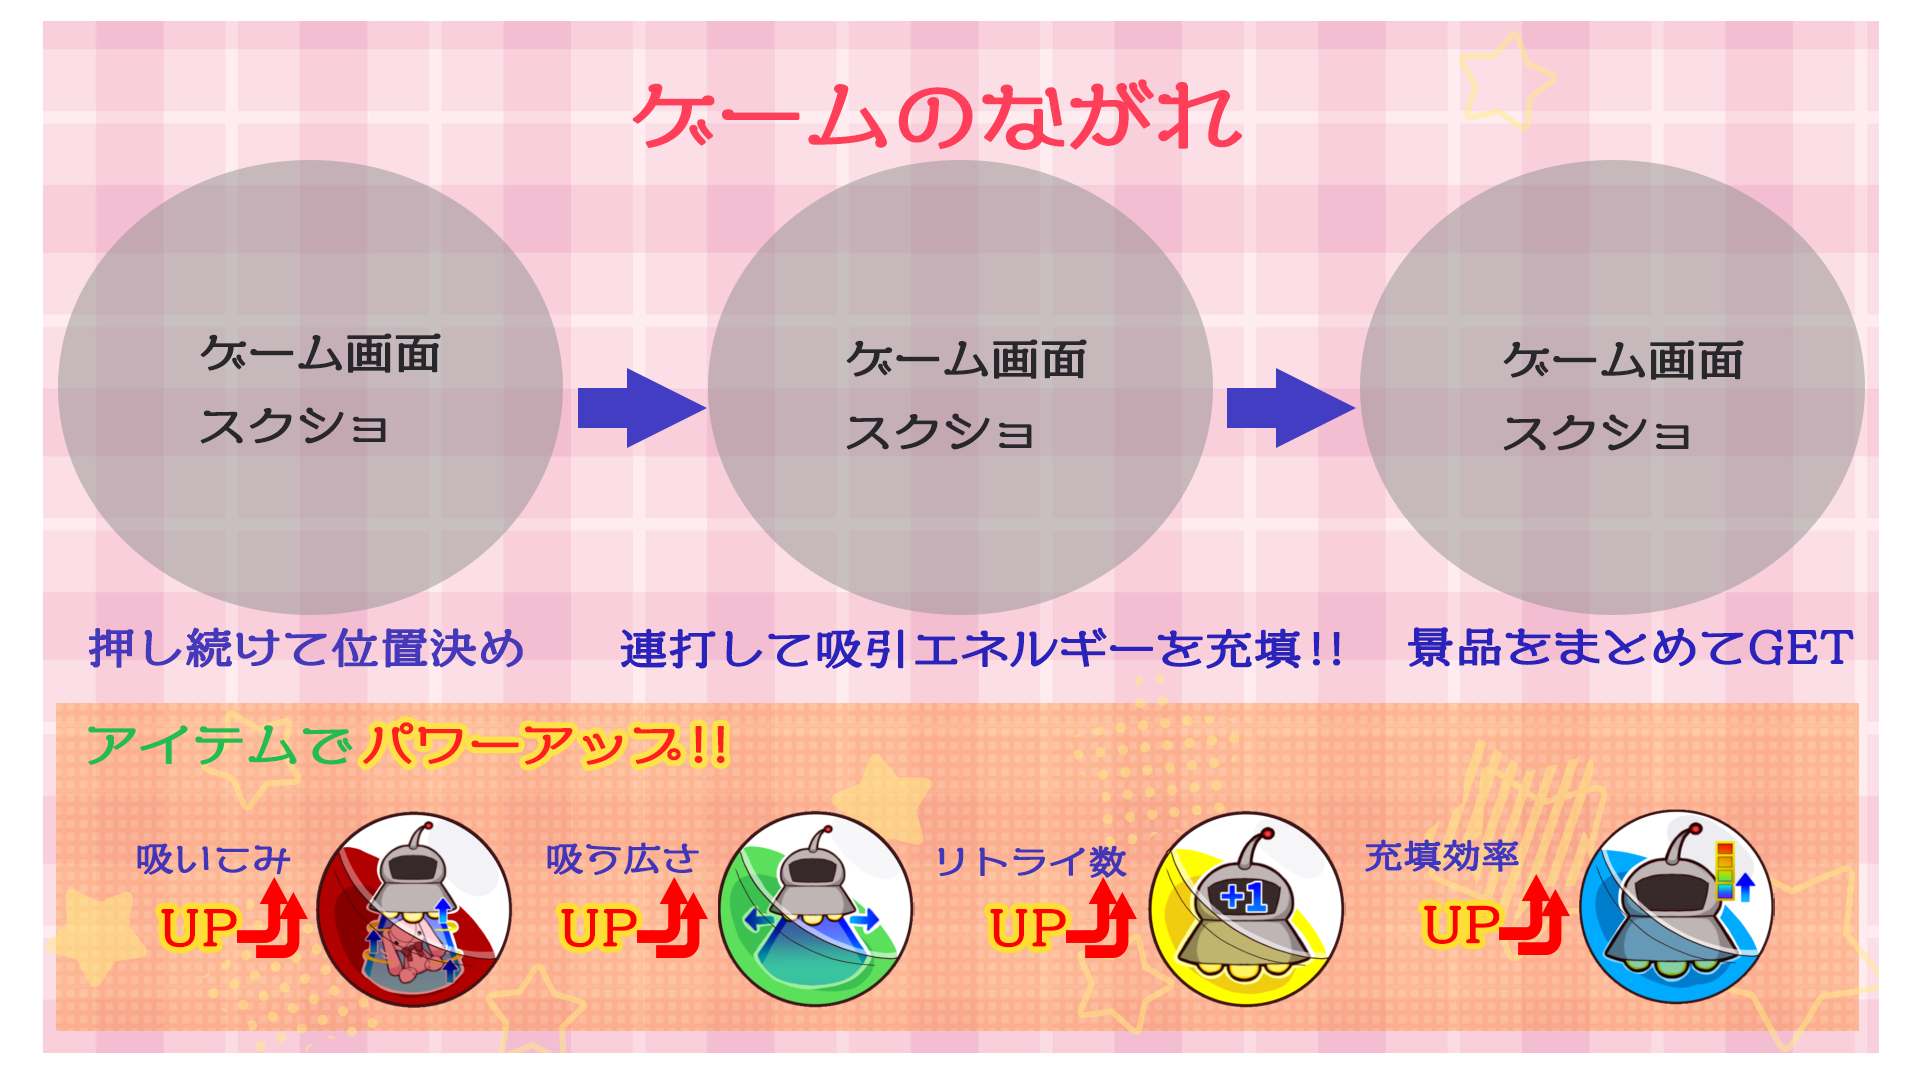 ゲームのながれ
ゲーム画面
スクショ
ゲーム画面
スクショ
ゲーム画面
スクショ
押し続けて位置決め
連打して吸引エネルギーを充填!!
景品をまとめてGET
アイテムでパワーアップ!!
吸いこみ
UP
吸う広さ
UP
リトライ数
UP
+1
充填効率
UP